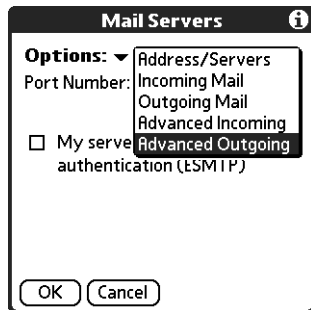 Mail Servers
Options:
Address/Servers
Port Number:
Incoming Mail
Outgoing Mail
Advanced Incoming
My serve
Advanced Outgoing
authentication (ESMTP)
OK Cancel